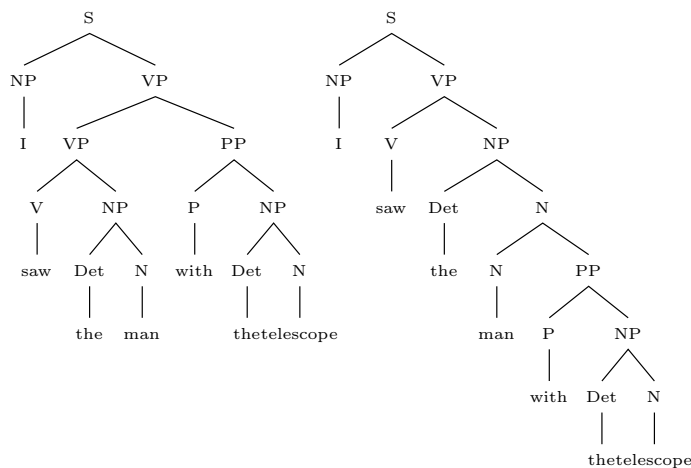 S S
NP VP NP VP
I VP PP I V NP
V NP P NP saw Det N
saw Det N with Det N the N PP
the man thetelescope man P NP
with Det N
thetelescope